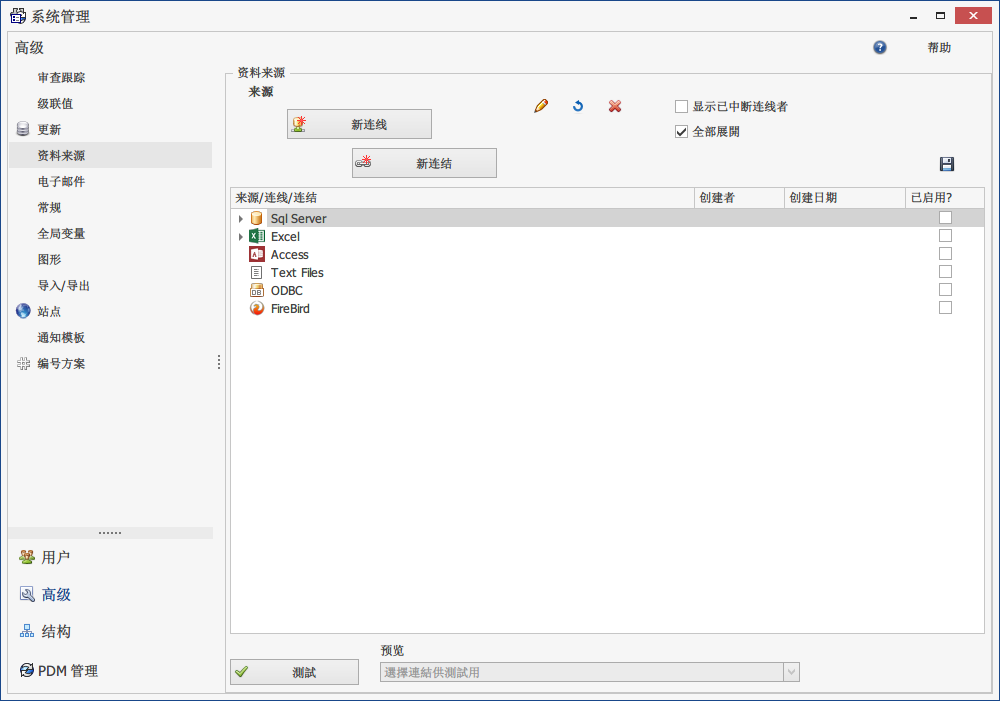 系统管理
高级
帮助
审查跟踪
级联值
更新
资料来源
电子邮件
常规
全局变量
图形
导入/导出
站点
通知模板
编号方案
用户
高级
结构
PDM 管理
资料来源
来源
新连线
新连结
显示已中断连线者
全部展開
来源/连线/连结 创建者 创建日期 已启用?
Sql Server
Excel
Access
Text Files
ODBC
FireBird
预览
测試
選擇連結供测試用